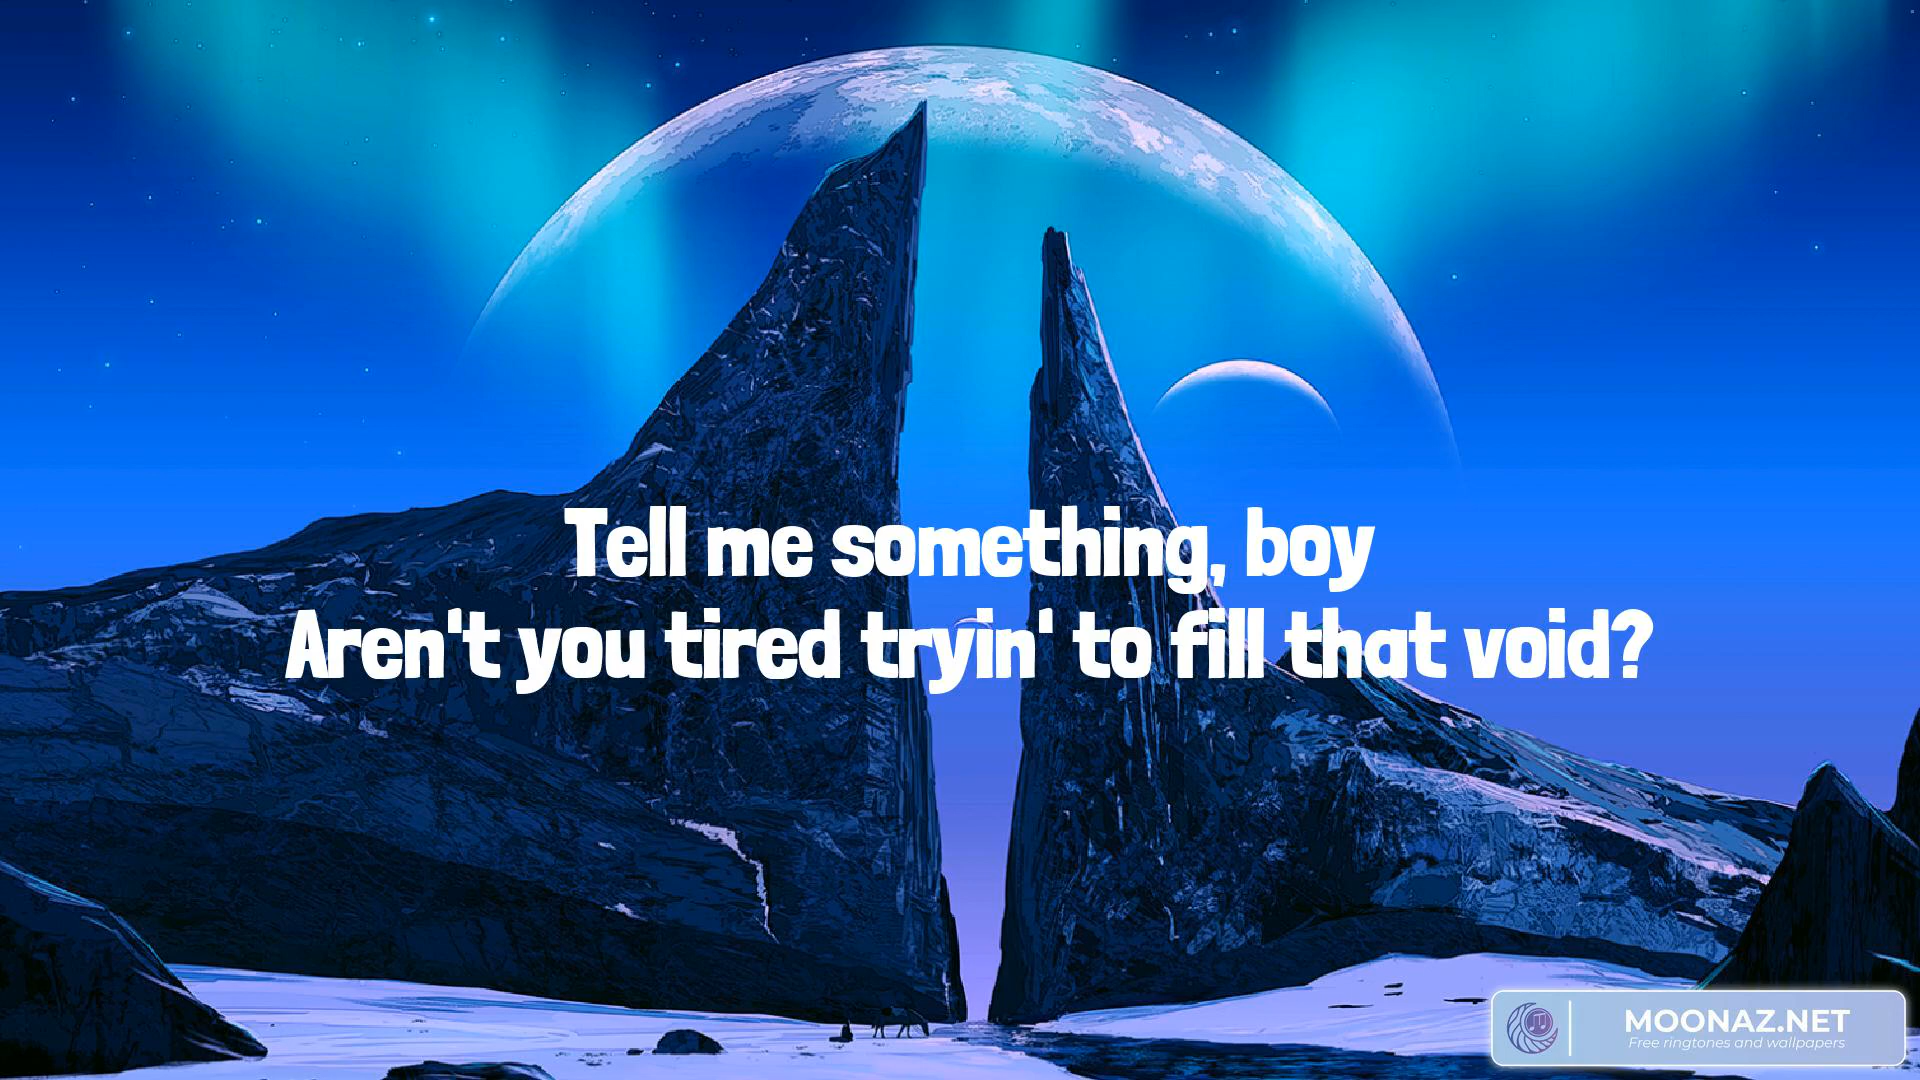 Tell me something, boy
Aren't you tired tryin' to fill that void?
MOONAZ.NET
Free ringtones and wallpapers